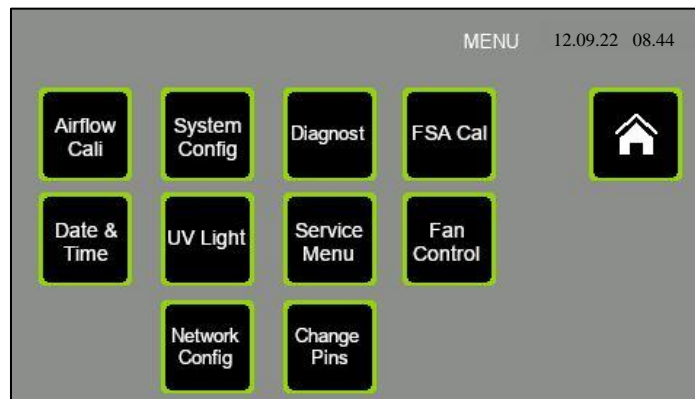 MENU 12.09.22 08.44
Airflow
Cali
System
Config
Diagnost
FSA Cal
Date &
Time
UV Light
Service
Menu
Fan
Control
Network
Config
Change
Pins